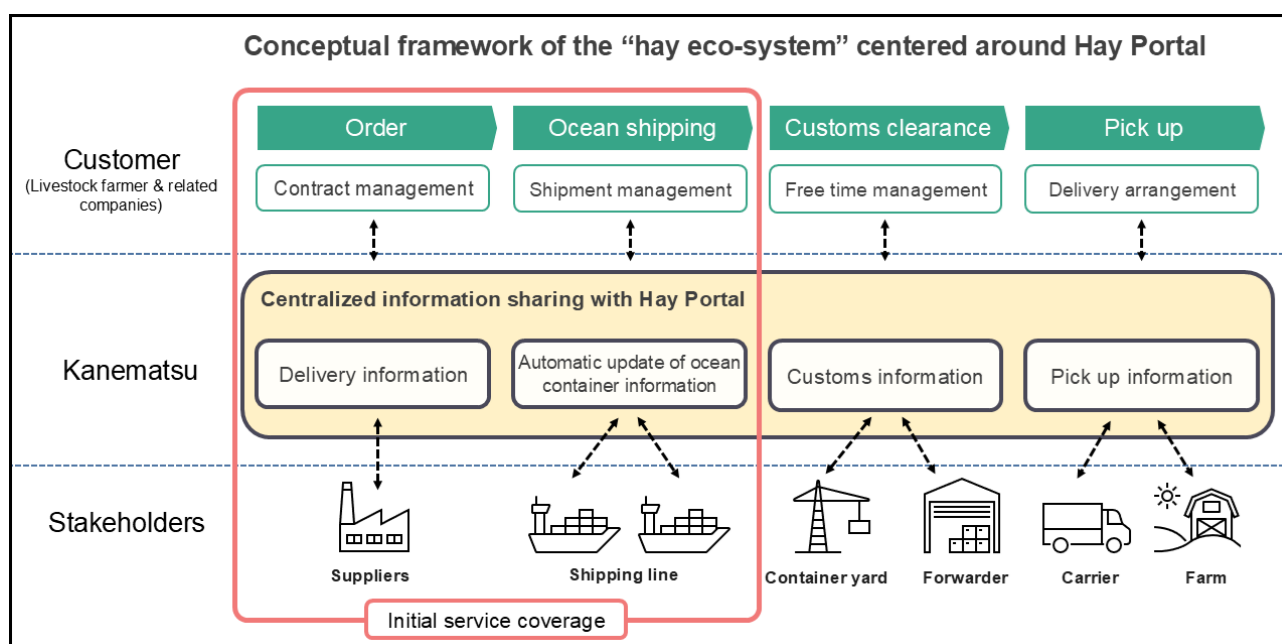 Conceptual framework of the “hay eco-system” centered around Hay Portal
Order
Ocean shipping
Customs clearance
Pick up
Customer
(Livestock farmer & related
companies)
Contract management
Shipment management
Free time management
Delivery arrangement
Kanematsu
Centralized information sharing with Hay Portal
Delivery information
Automatic update of ocean
container information
Customs information
Pick up information
Stakeholders
Suppliers
Shipping line
Container yard
Forwarder
Carrier
Farm
Initial service coverage